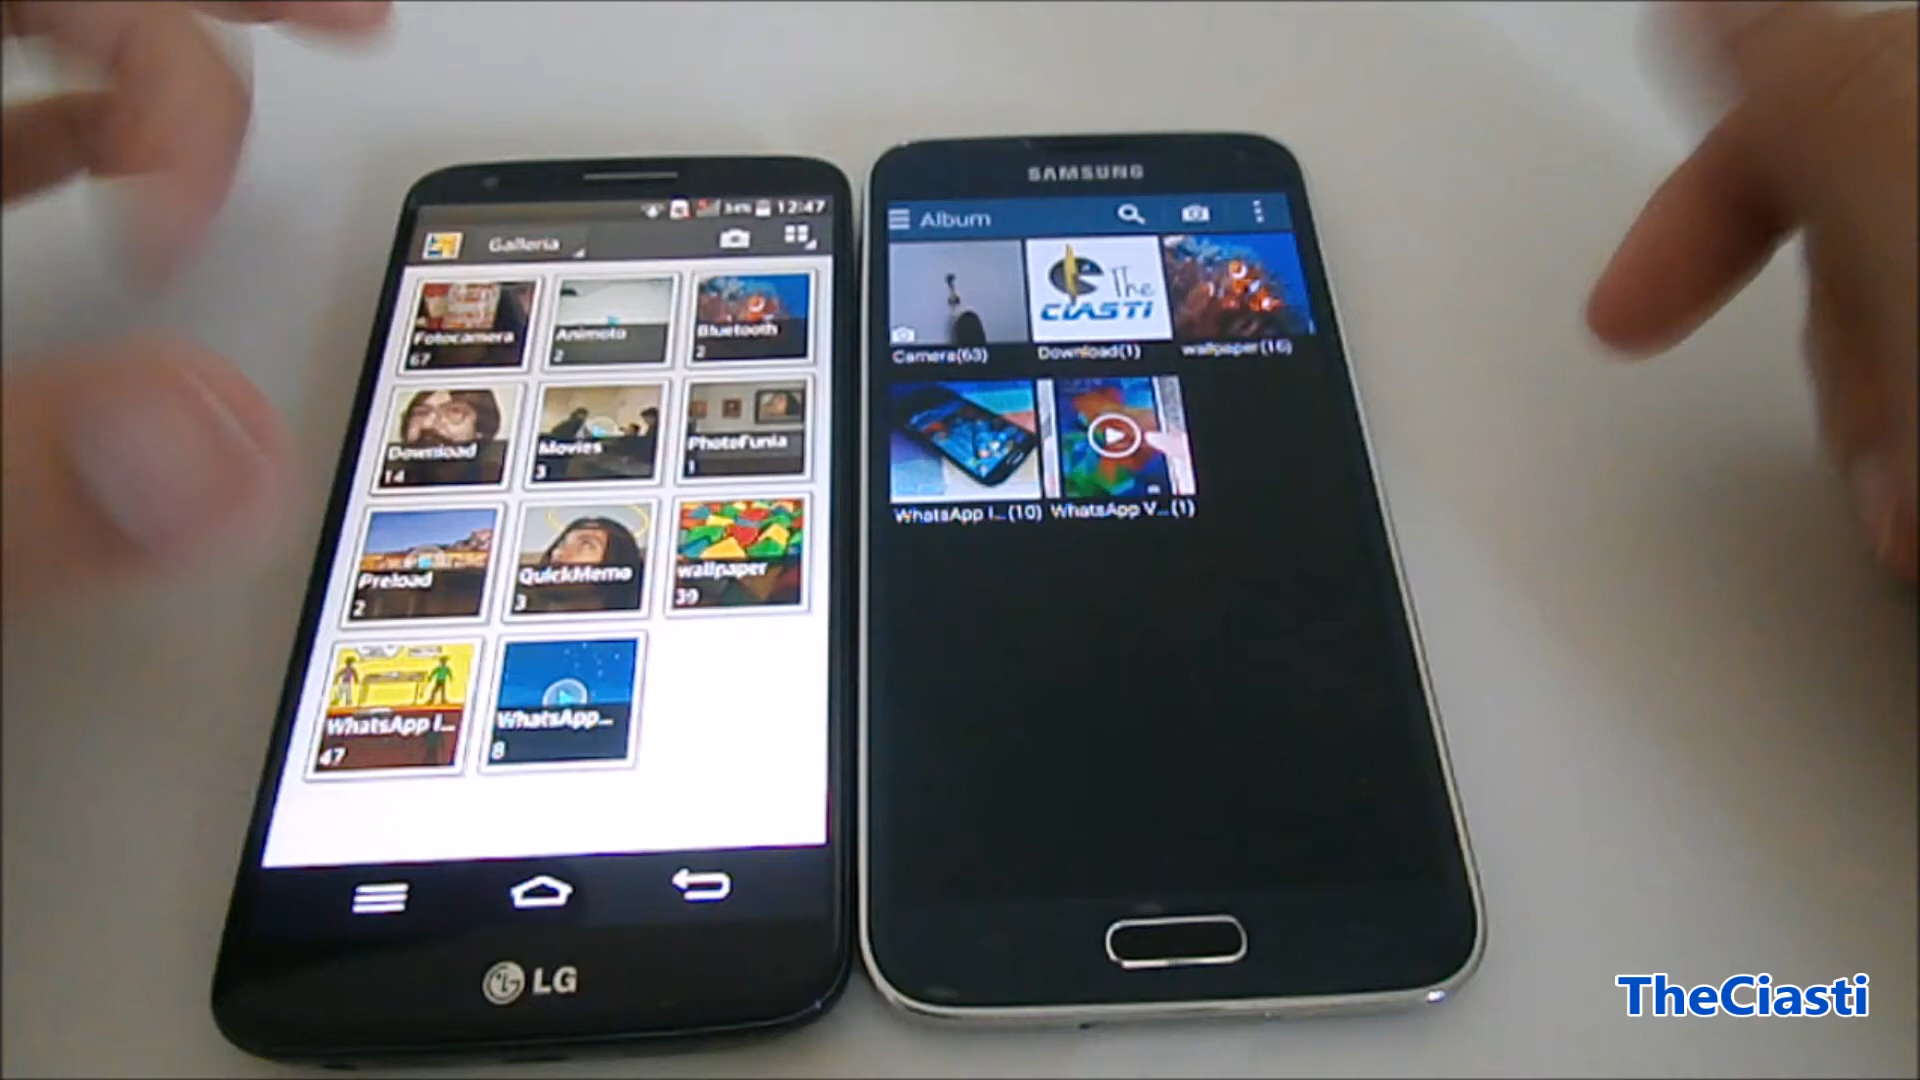 12:47
Galleria
Fotocamera
67
Animoto
2
Bluetooth
2
Download
14
Movies
3
PhotoFunia
1
Preload
2
QuickMemo
3
wallpaper
39
WhatsApp I...
47
WhatsApp...
8
LG
SAMSUNG
Album
The
CIASTI
Camera(63)
Download(1)
wallpaper(16)
WhatsApp I...(10)
WhatsApp V...(1)
TheCiasti